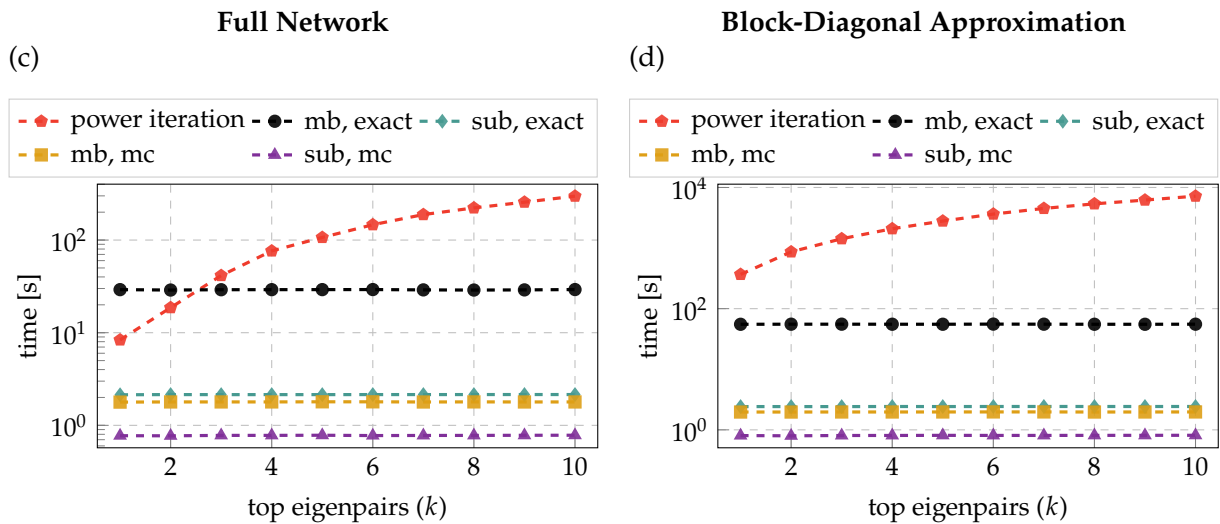 Full Network
(c)
power iteration
mb, exact
sub, exact
mb, mc
sub, mc
10²
10¹
10⁰
time [s]
2 4 6 8 10
top eigenpairs (k)
Block-Diagonal Approximation
(d)
power iteration
mb, exact
sub, exact
mb, mc
sub, mc
10⁴
10²
10⁰
time [s]
2 4 6 8 10
top eigenpairs (k)